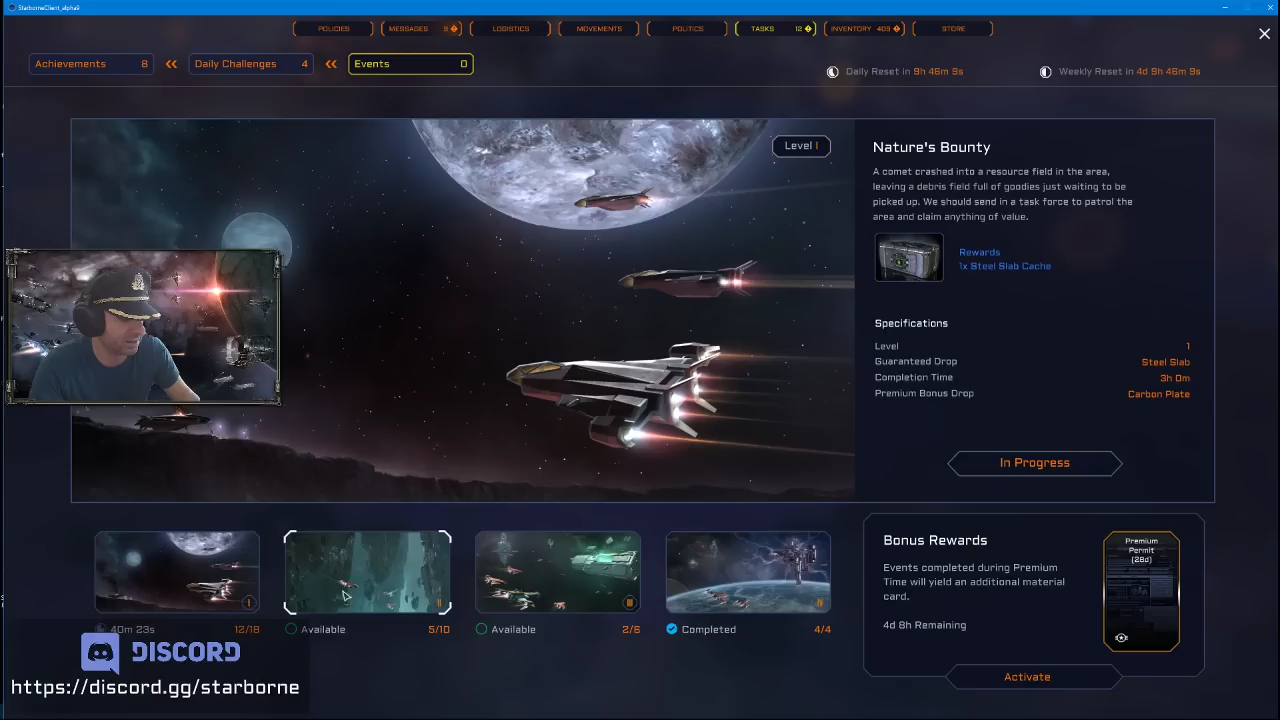 StarborneClient_alpha9
POLICIES
MESSAGES 9
LOGISTICS
MOVEMENTS
POLITICS
TASKS 12
INVENTORY 409
STORE
Achievements 8
Daily Challenges 4
Events 0
Daily Reset in 9h 46m 9s
Weekly Reset in 4d 9h 46m 9s
Level I
Nature's Bounty
A comet crashed into a resource field in the area,
leaving a debris field full of goodies just waiting to be
picked up. We should send in a task force to patrol the
area and claim anything of value.
Rewards
1x Steel Slab Cache
Specifications
Level 1
Guaranteed Drop Steel Slab
Completion Time 3h 0m
Premium Bonus Drop Carbon Plate
In Progress
I
II
III
IV
40m 23s 12/18
Available 5/10
Available 2/6
Completed 4/4
Bonus Rewards
Events completed during Premium
Time will yield an additional material
card.
4d 8h Remaining
Premium
Permit
(28d)
Activate
DISCORD
https://discord.gg/starborne